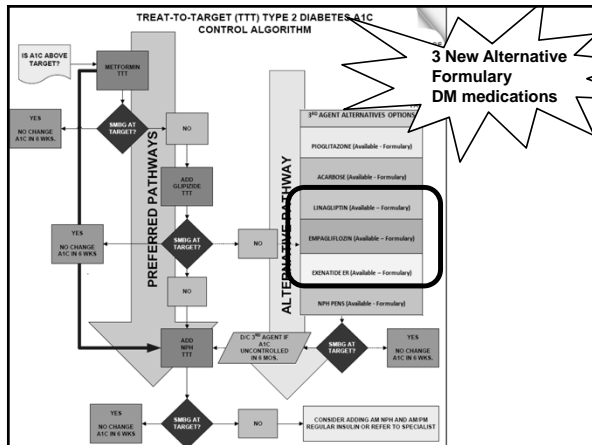 TREAT-TO-TARGET (TTT) TYPE 2 DIABETES A1C
CONTROL ALGORITHM
3 New Alternative
Formulary
DM medications
IS A1C ABOVE
TARGET?
METFORMIN
TTT
YES
NO CHANGE
A1C IN 6 WKS.
SMBG AT
TARGET?
NO
ADD
GLIPIZIDE
TTT
YES
NO CHANGE
A1C IN 6 WKS
SMBG AT
TARGET?
NO
NO
ADD
NPH
TTT
PREFERRED PATHWAYS
ALTERNATIVE PATHWAY
3RD AGENT ALTERNATIVES OPTIONS
PIOGLITAZONE (Available - Formulary)
ACARBOSE (Available - Formulary)
LINAGLIPTIN (Available – Formulary)
EMPAGLIFLOZIN (Available – Formulary)
EXENATIDE ER (Available – Formulary)
NPH PENS (Available - Formulary)
D/C 3RD AGENT IF
A1C
UNCONTROLLED
IN 6 MOS.
SMBG AT
TARGET?
YES
NO CHANGE
A1C IN 6 WKS
YES
NO CHANGE
A1C IN 6 WKS
SMBG AT
TARGET?
NO
CONSIDER ADDING AM NPH AND AM/PM
REGULAR INSULIN OR REFER TO SPECIALIST